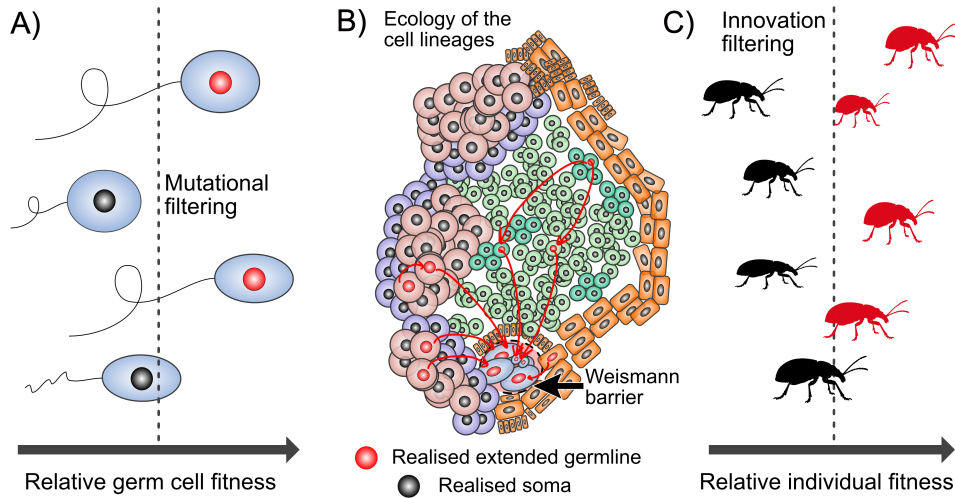 A)
Mutational
filtering
Relative germ cell fitness
B)
Ecology of the
cell lineages
Weismann
barrier
Realised extended germline
Realised soma
C)
Innovation
filtering
Relative individual fitness